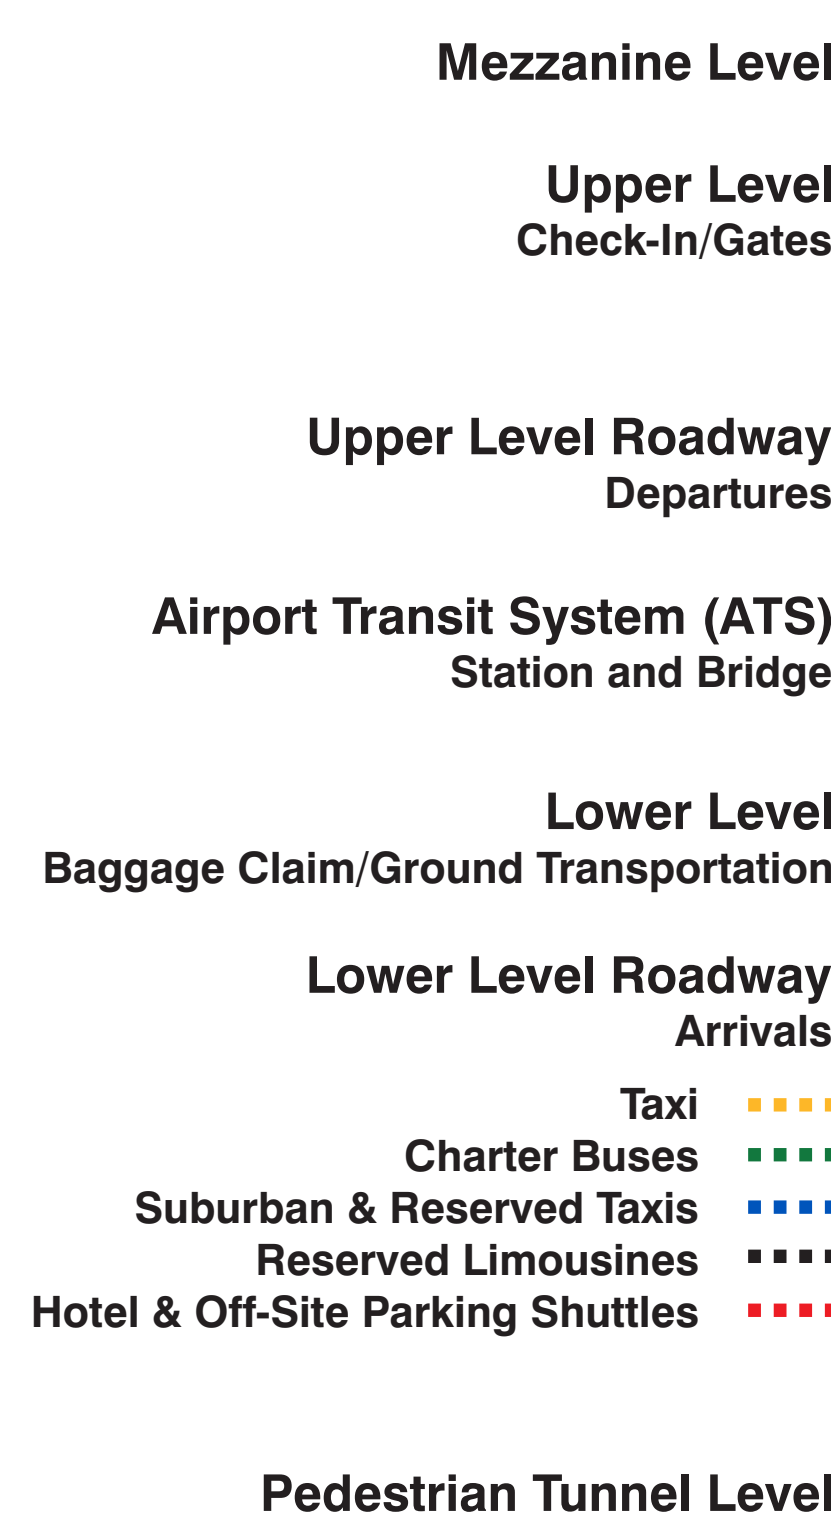 Mezzanine Level
Upper Level
Check-In/Gates
Upper Level Roadway
Departures
Airport Transit System (ATS)
Station and Bridge
Lower Level
Baggage Claim/Ground Transportation
Lower Level Roadway
Arrivals
Taxi
Charter Buses
Suburban & Reserved Taxis
Reserved Limousines
Hotel & Off-Site Parking Shuttles
Pedestrian Tunnel Level